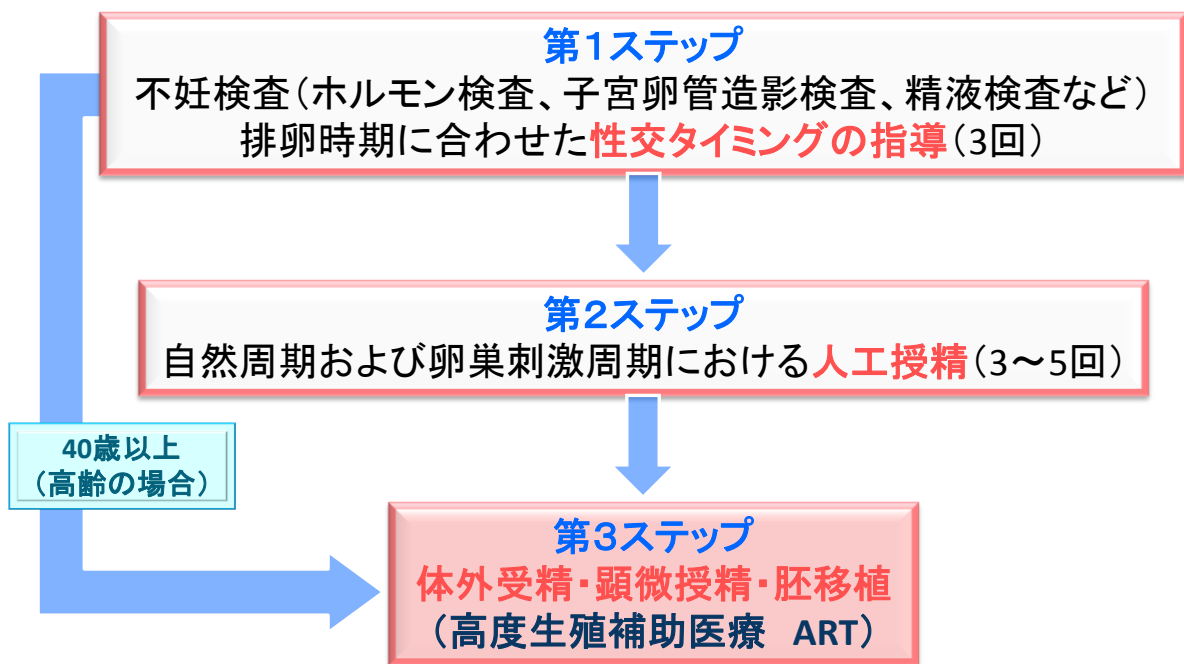 第1ステップ
不妊検査（ホルモン検査、子宮卵管造影検査、精液検査など）
排卵時期に合わせた性交タイミングの指導（3回）
第2ステップ
自然周期および卵巣刺激周期における人工授精（3～5回）
40歳以上
（高齢の場合）
第3ステップ
体外受精・顕微授精・胚移植
（高度生殖補助医療　ART）